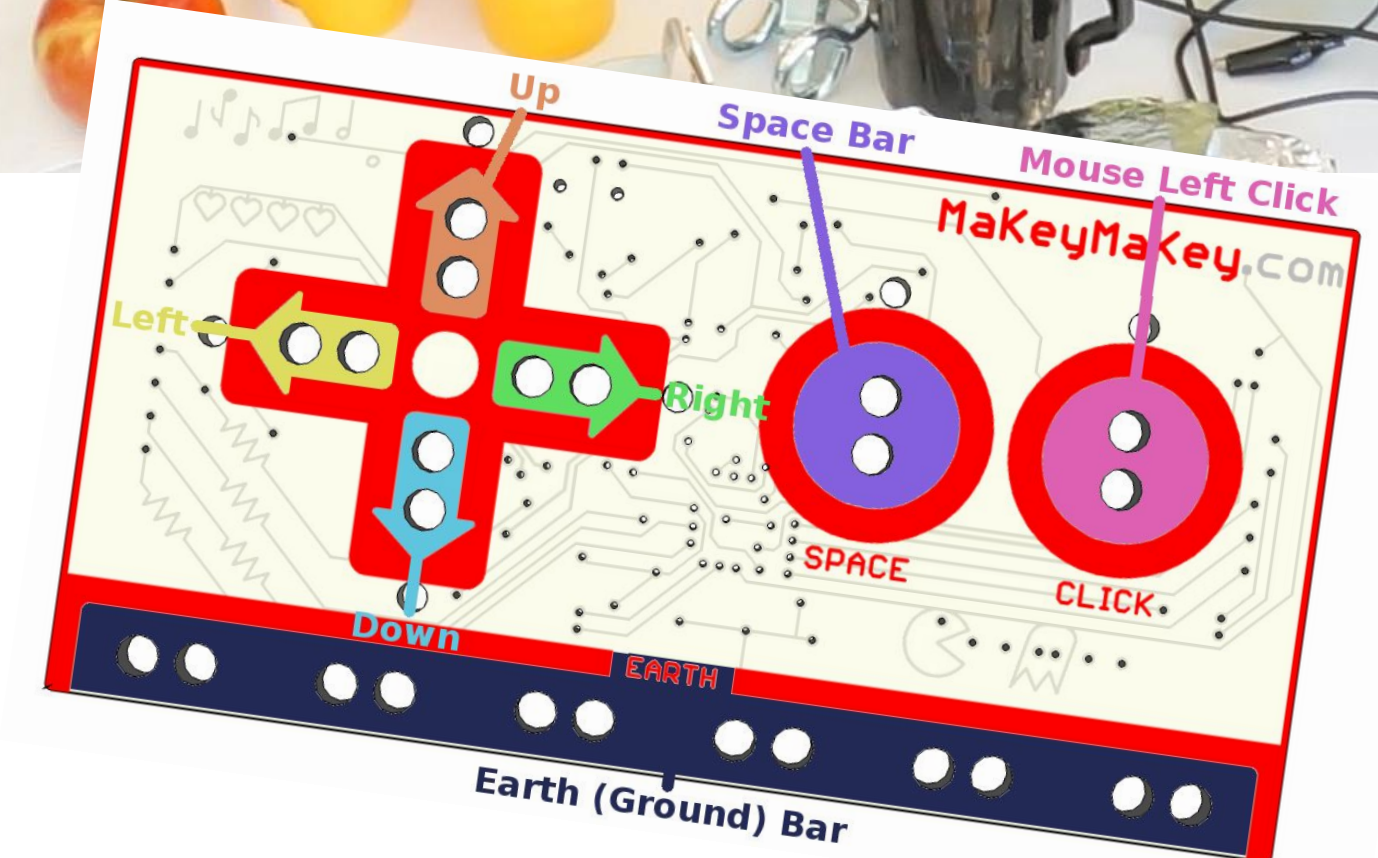 Up
Space Bar
Mouse Left Click
MaKeyMaKey.com
Left
Right
SPACE
CLICK
Down
EARTH
Earth (Ground) Bar